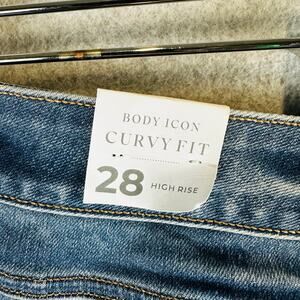 BODY ICON
CURVY FIT
28 HIGH RISE